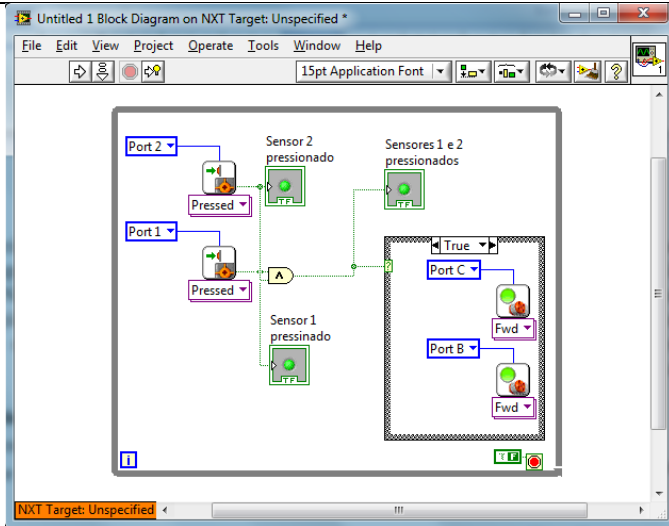 Untitled 1 Block Diagram on NXT Target: Unspecified *
File Edit View Project Operate Tools Window Help
15pt Application Font
1
Port 2
Sensor 2
pressionado
Sensores 1 e 2
pressionados
Pressed
TF
TF
Port 1
True
?
Port C
Pressed
Fwd
Sensor 1
pressinado
Port B
TF
Fwd
i
T F
NXT Target: Unspecified